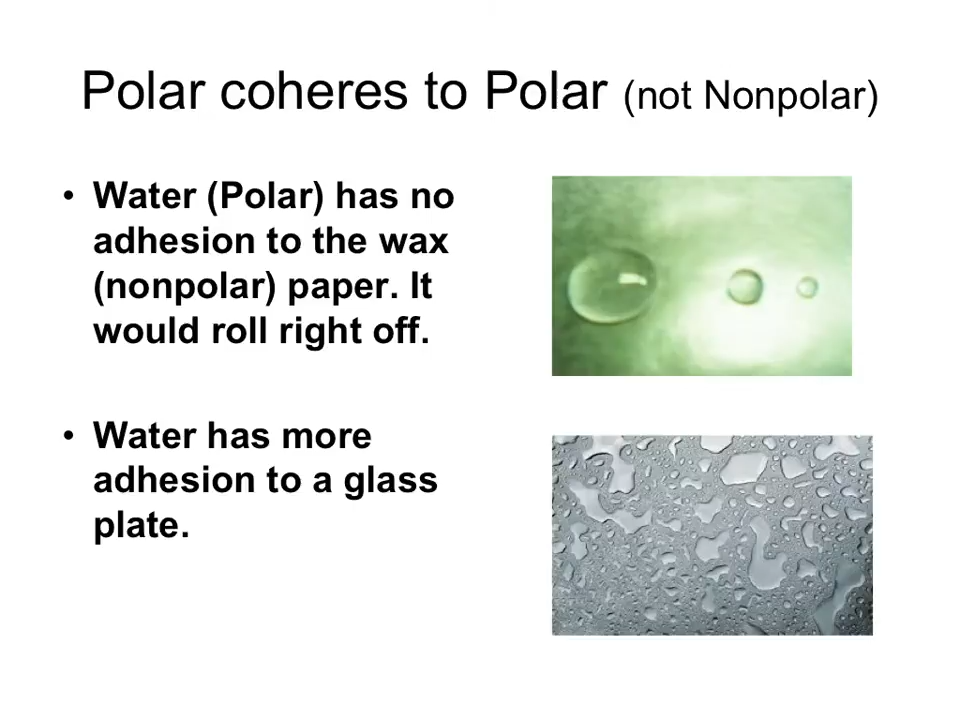 Polar coheres to Polar (not Nonpolar)
• Water (Polar) has no
adhesion to the wax
(nonpolar) paper. It
would roll right off.
• Water has more
adhesion to a glass
plate.